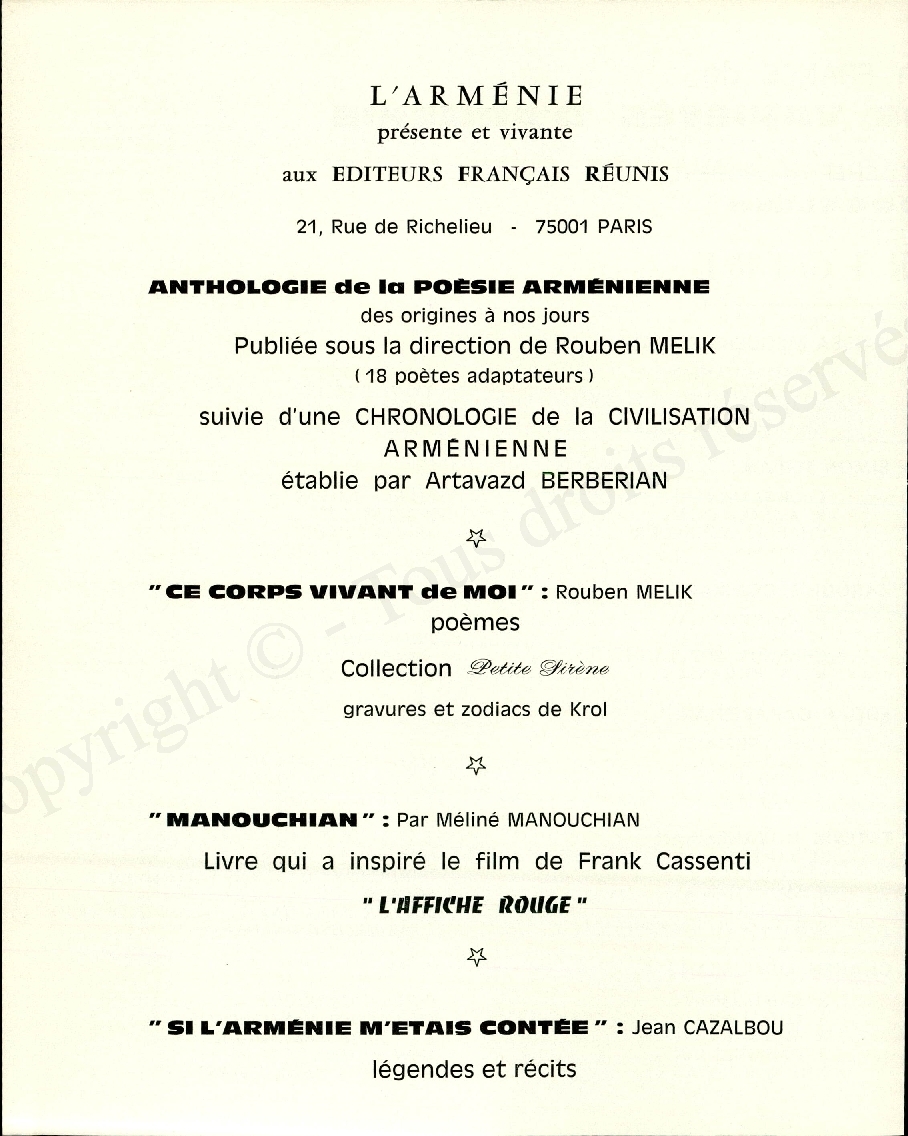 L'ARMÉNIE
présente et vivante
aux EDITEURS FRANÇAIS RÉUNIS
21, Rue de Richelieu - 75001 PARIS
ANTHOLOGIE de la POÈSIE ARMÉNIENNE
des origines à nos jours
Publiée sous la direction de Rouben MELIK
(18 poètes adaptateurs)
suivie d'une CHRONOLOGIE de la CIVILISATION
ARMÉNIENNE
établie par Artavazd BERBERIAN
"CE CORPS VIVANT de MOI" : Rouben MELIK
poèmes
Collection Petite Sirène
gravures et zodiacs de Krol
"MANOUCHIAN" : Par Méliné MANOUCHIAN
Livre qui a inspiré le film de Frank Cassenti
"L'AFFICHE ROUGE"
"SI L'ARMÉNIE M'ETAIS CONTÉE" : Jean CAZALBOU
légendes et récits
opyright © - Tous droits réservés